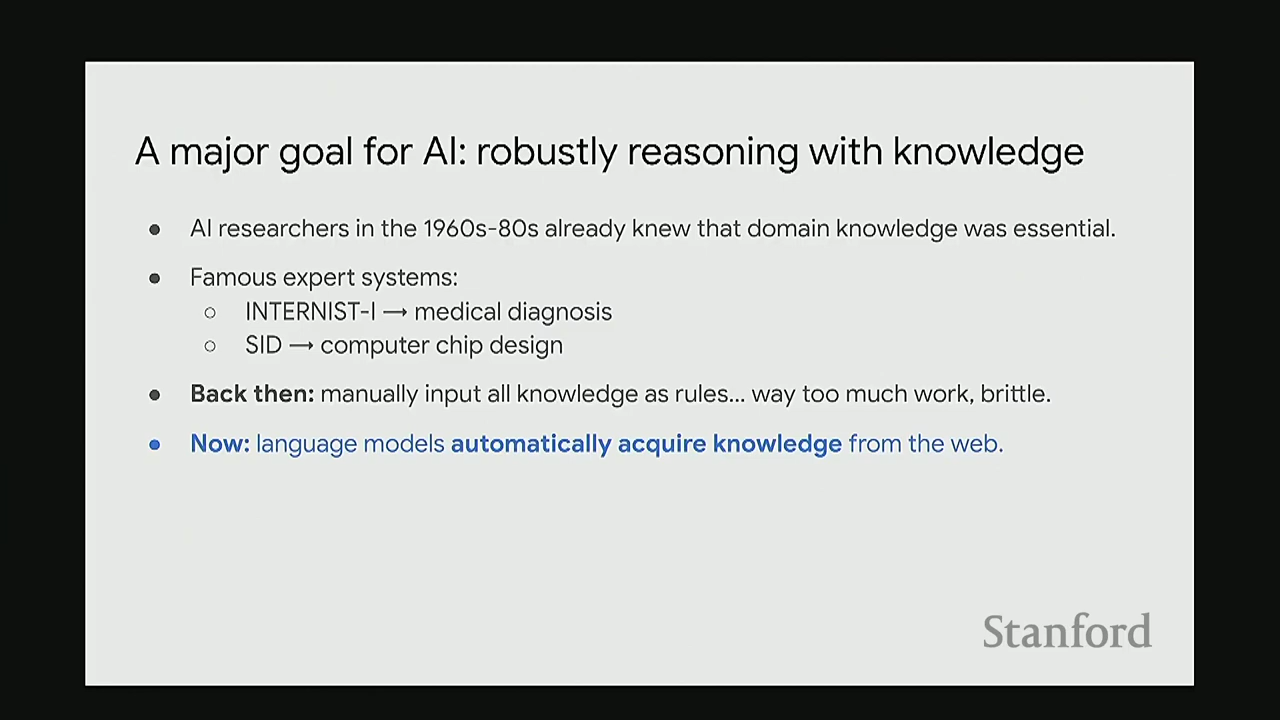 A major goal for AI: robustly reasoning with knowledge
● AI researchers in the 1960s-80s already knew that domain knowledge was essential.
● Famous expert systems:
○ INTERNIST-I → medical diagnosis
○ SID → computer chip design
● Back then: manually input all knowledge as rules... way too much work, brittle.
● Now: language models automatically acquire knowledge from the web.
Stanford